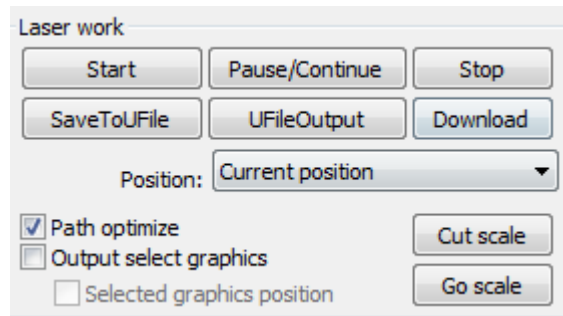 Laser work
Start Pause/Continue Stop
SaveToUFile UFileOutput Download
Position: Current position
Path optimize Cut scale
Output select graphics
Selected graphics position Go scale